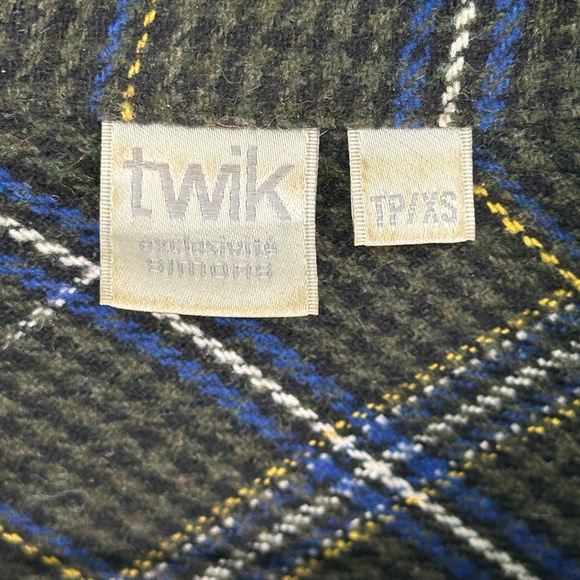 twik
exclusivité
SIMONS
TP/XS